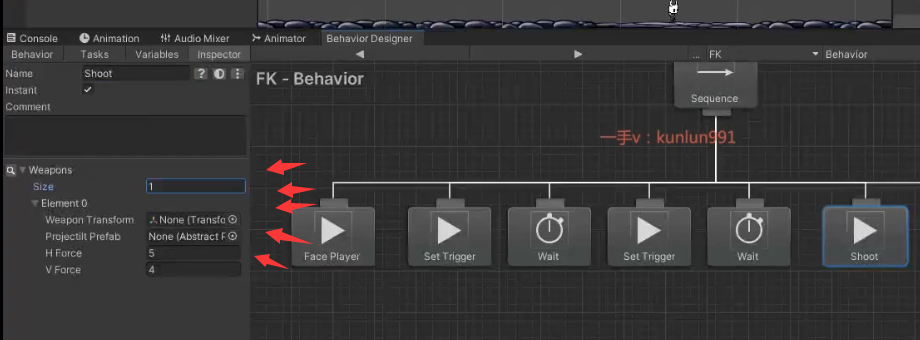 Console Animation Audio Mixer Animator Behavior Designer
Behavior Tasks Variables Inspector ... FK Behavior
Name Shoot
Instant
Comment
FK - Behavior
Sequence
一手v：kunlun991
Weapons
Size 1
Element 0
Weapon Transform None (Transfo
Projectilt Prefab None (Abstract F
H Force 5
V Force 4
Face Player Set Trigger Wait Set Trigger Wait Shoot